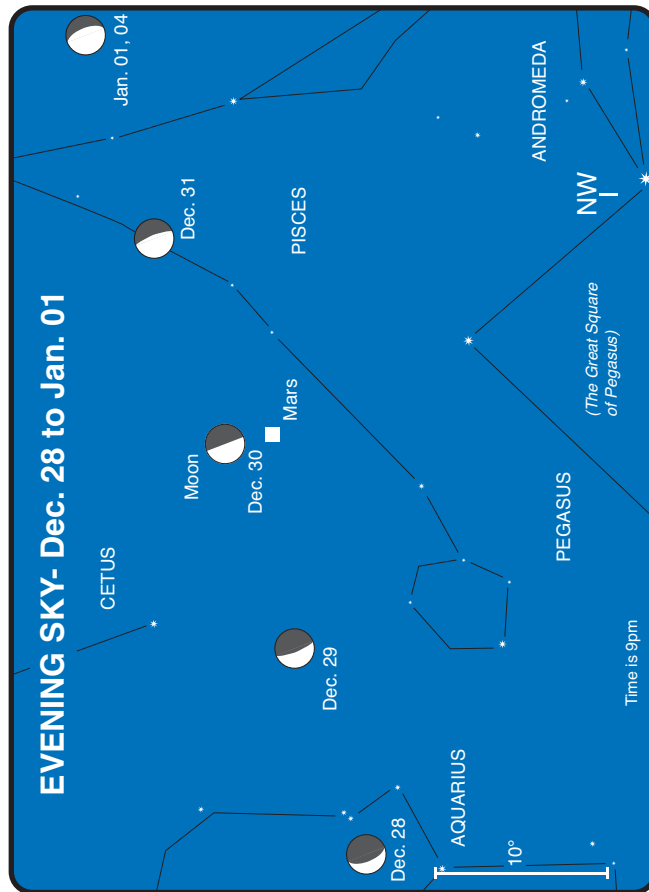 EVENING SKY- Dec. 28 to Jan. 01
CETUS
Jan. 01, 04
Moon
Dec. 31
Dec. 30
Mars
Dec. 29
PISCES
Dec. 28
AQUARIUS
ANDROMEDA
10°
PEGASUS
NW
(The Great Square
of Pegasus)
Time is 9pm